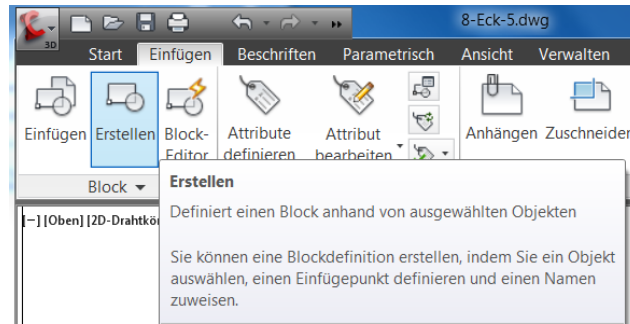 8-Eck-5.dwg
3D
Start Einfügen Beschriften Parametrisch Ansicht Verwalten
Einfügen Erstellen Block-
Editor
Attribute
definieren
Attribut
bearbeiten
Anhängen Zuschneiden
Block
[−] [Oben] [2D-Drahtkör
Erstellen
Definiert einen Block anhand von ausgewählten Objekten
Sie können eine Blockdefinition erstellen, indem Sie ein Objekt
auswählen, einen Einfügepunkt definieren und einen Namen
zuweisen.